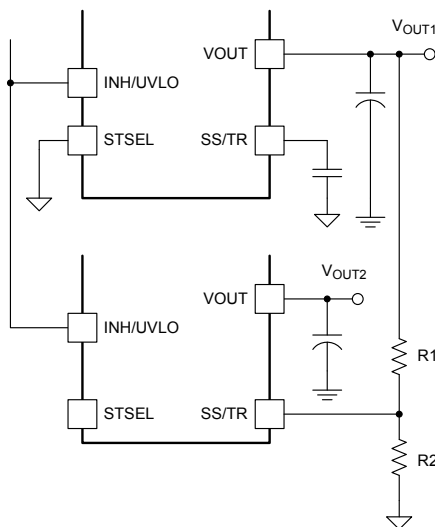 VOUT
VOUT1
INH/UVLO
STSEL
SS/TR
VOUT2
VOUT
INH/UVLO
R1
STSEL
SS/TR
R2